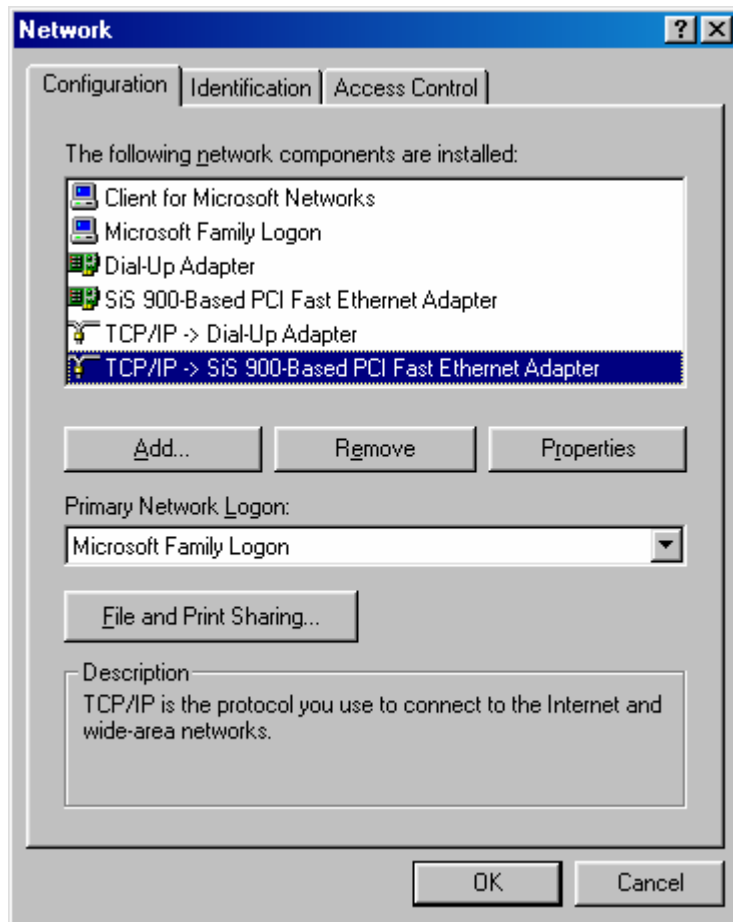 Network
Configuration
Identification
Access Control
The following network components are installed:
Client for Microsoft Networks
Microsoft Family Logon
Dial-Up Adapter
SiS 900-Based PCI Fast Ethernet Adapter
TCP/IP -> Dial-Up Adapter
TCP/IP -> SiS 900-Based PCI Fast Ethernet Adapter
Add...
Remove
Properties
Primary Network Logon:
Microsoft Family Logon
File and Print Sharing...
Description
TCP/IP is the protocol you use to connect to the Internet and
wide-area networks.
OK
Cancel